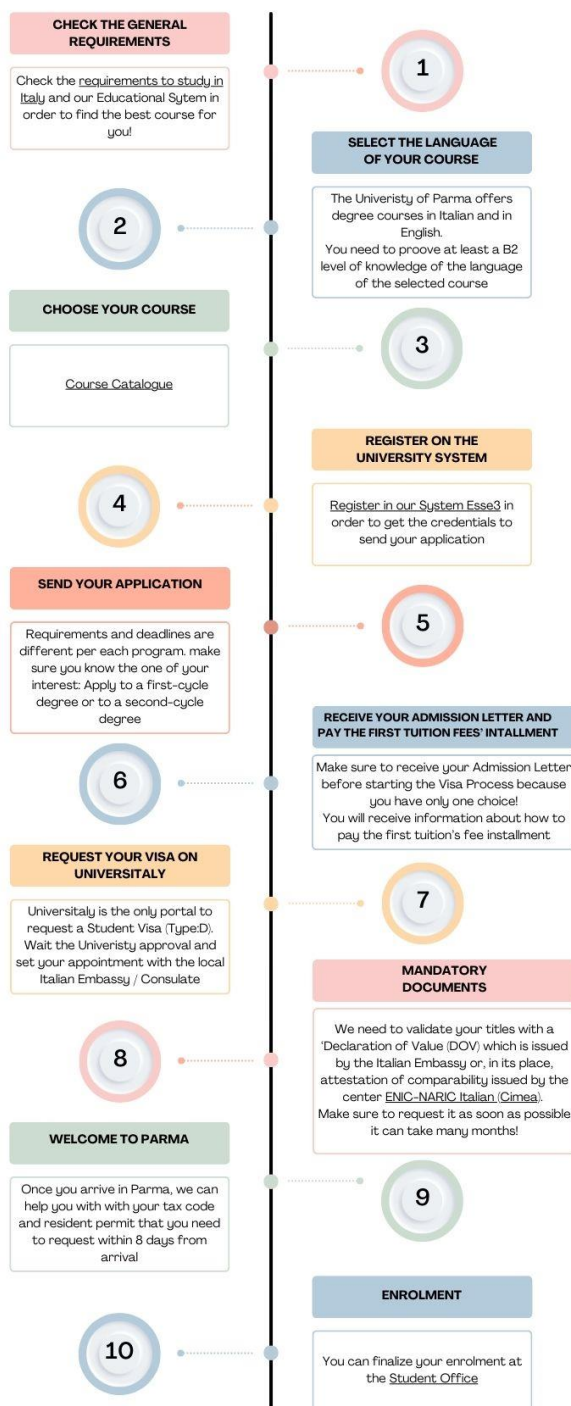 CHECK THE GENERAL
REQUIREMENTS
1
Check the requirements to study in
Italy and our Educational Sytem in
order to find the best course for
you!
SELECT THE LANGUAGE
OF YOUR COURSE
2
The Univeristy of Parma offers
degree courses in Italian and in
English.
You need to proove at least a B2
level of knowledge of the language
of the selected course
CHOOSE YOUR COURSE
3
Course Catalogue
REGISTER ON THE
UNIVERSITY SYSTEM
4
Register in our System Esse3 in
order to get the credentials to
send your application
SEND YOUR APPLICATION
5
Requirements and deadlines are
different per each program. make
sure you know the one of your
interest: Apply to a first-cycle
degree or to a second-cycle
degree
RECEIVE YOUR ADMISSION LETTER AND
PAY THE FIRST TUITION FEES' INTALLMENT
6
Make sure to receive your Admission Letter
before starting the Visa Process because
you have only one choice!
You will receive information about how to
pay the first tuition's fee installment
REQUEST YOUR VISA ON
UNIVERSITALY
7
Universitaly is the only portal to
request a Student Visa (Type:D).
Wait the Univeristy approval and
set your appointment with the local
Italian Embassy / Consulate
MANDATORY
DOCUMENTS
8
We need to validate your titles with a
'Declaration of Value (DOV) which is issued
by the Italian Embassy or, in its place,
attestation of comparability issued by the
center ENIC-NARIC Italian (Cimea).
Make sure to request it as soon as possible
it can take many months!
WELCOME TO PARMA
9
Once you arrive in Parma, we can
help you with with your tax code
and resident permit that you need
to request within 8 days from
arrival
ENROLMENT
10
You can finalize your enrolment at
the Student Office